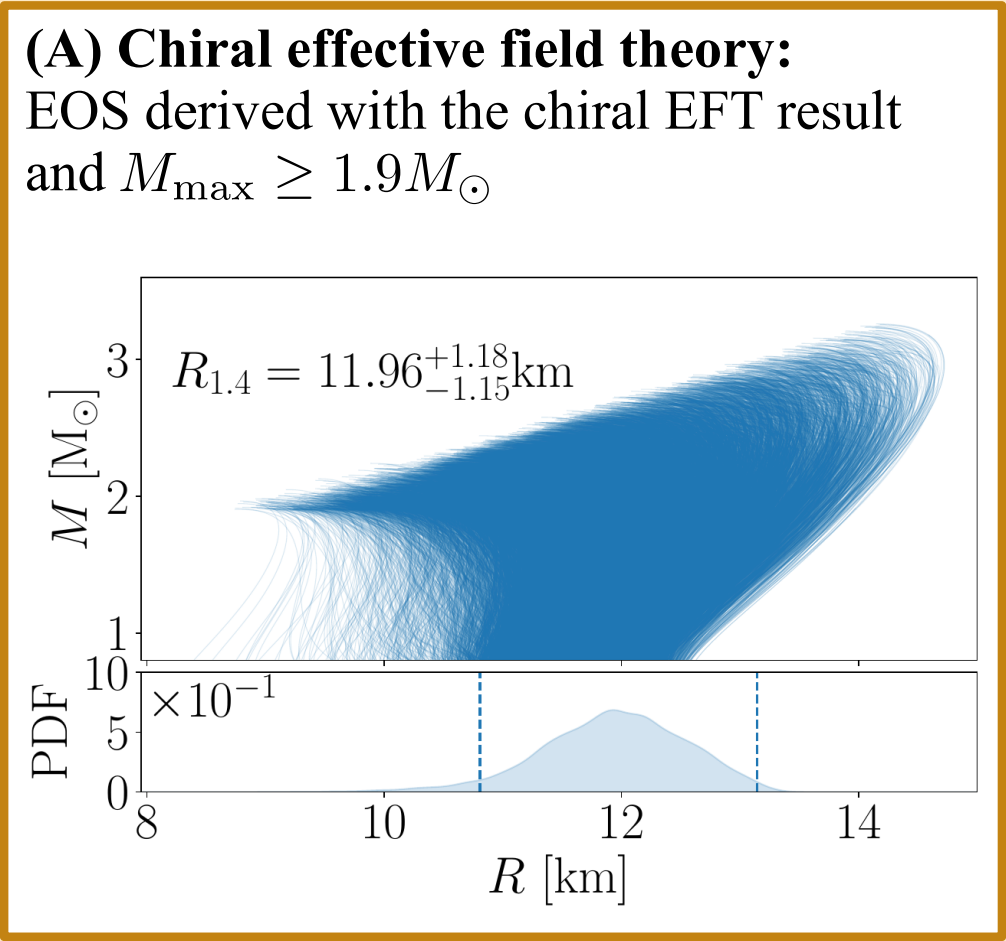 (A) Chiral effective field theory:
EOS derived with the chiral EFT result
and M_max ≥ 1.9M_⊙
R_1.4 = 11.96^{+1.18}_{−1.15}km
3
2
1
M [M_⊙]
×10^{−1}
10
5
0
PDF
8 10 12 14
R [km]